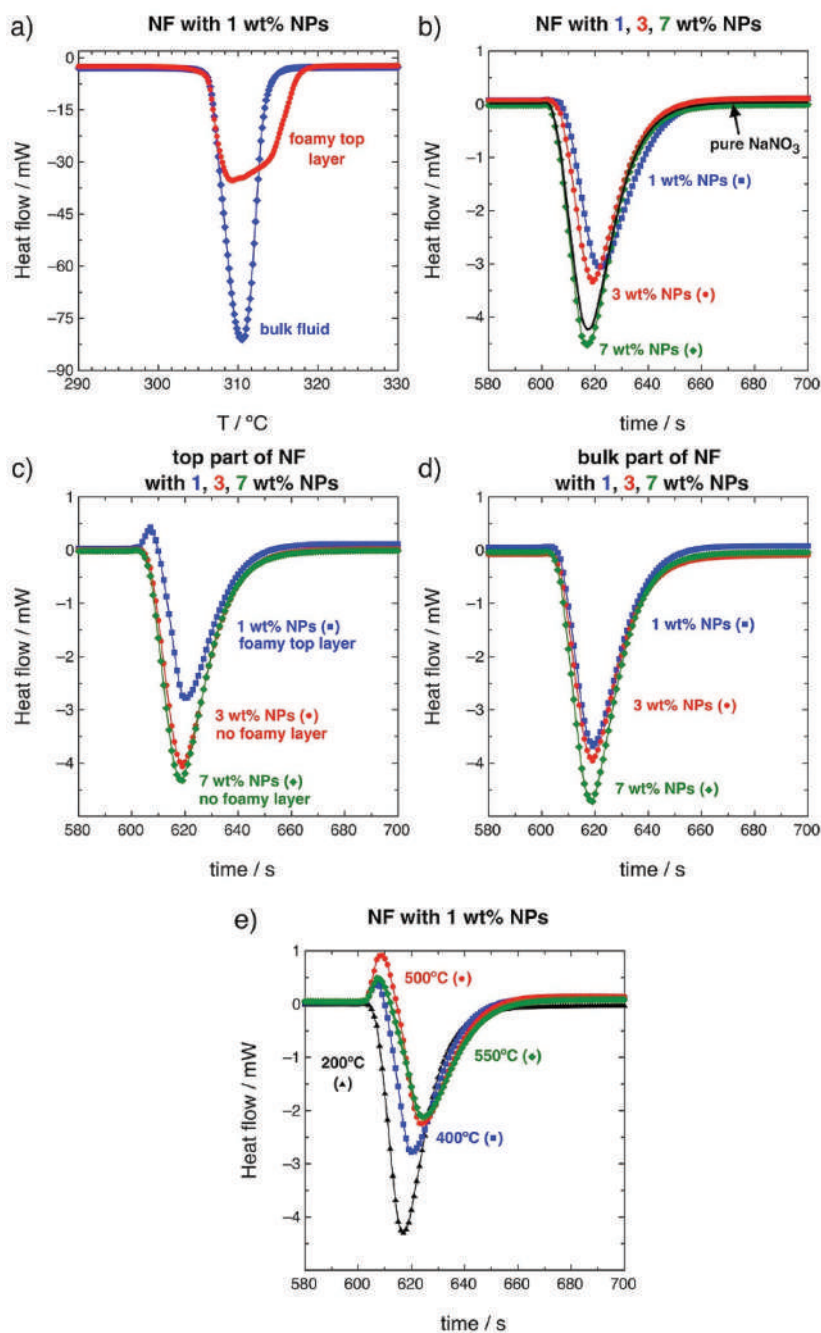 a)
NF with 1 wt% NPs
0
−15
−30
−45
−60
−75
−90
Heat flow / mW
foamy top
layer
bulk fluid
290 300 310 320 330
T / ºC
b)
NF with 1, 3, 7 wt% NPs
1
0
−1
−2
−3
−4
Heat flow / mW
pure NaNO3
1 wt% NPs (■)
3 wt% NPs (●)
7 wt% NPs (◆)
580 600 620 640 660 680 700
time / s
c)
top part of NF
with 1, 3, 7 wt% NPs
1
0
−1
−2
−3
−4
Heat flow / mW
1 wt% NPs (■)
foamy top layer
3 wt% NPs (●)
no foamy layer
7 wt% NPs (◆)
no foamy layer
580 600 620 640 660 680 700
time / s
d)
bulk part of NF
with 1, 3, 7 wt% NPs
1
0
−1
−2
−3
−4
Heat flow / mW
1 wt% NPs (■)
3 wt% NPs (●)
7 wt% NPs (◆)
580 600 620 640 660 680 700
time / s
e)
NF with 1 wt% NPs
1
0
−1
−2
−3
−4
Heat flow / mW
500ºC (●)
200ºC
(▲)
550ºC (◆)
400ºC (■)
580 600 620 640 660 680 700
time / s